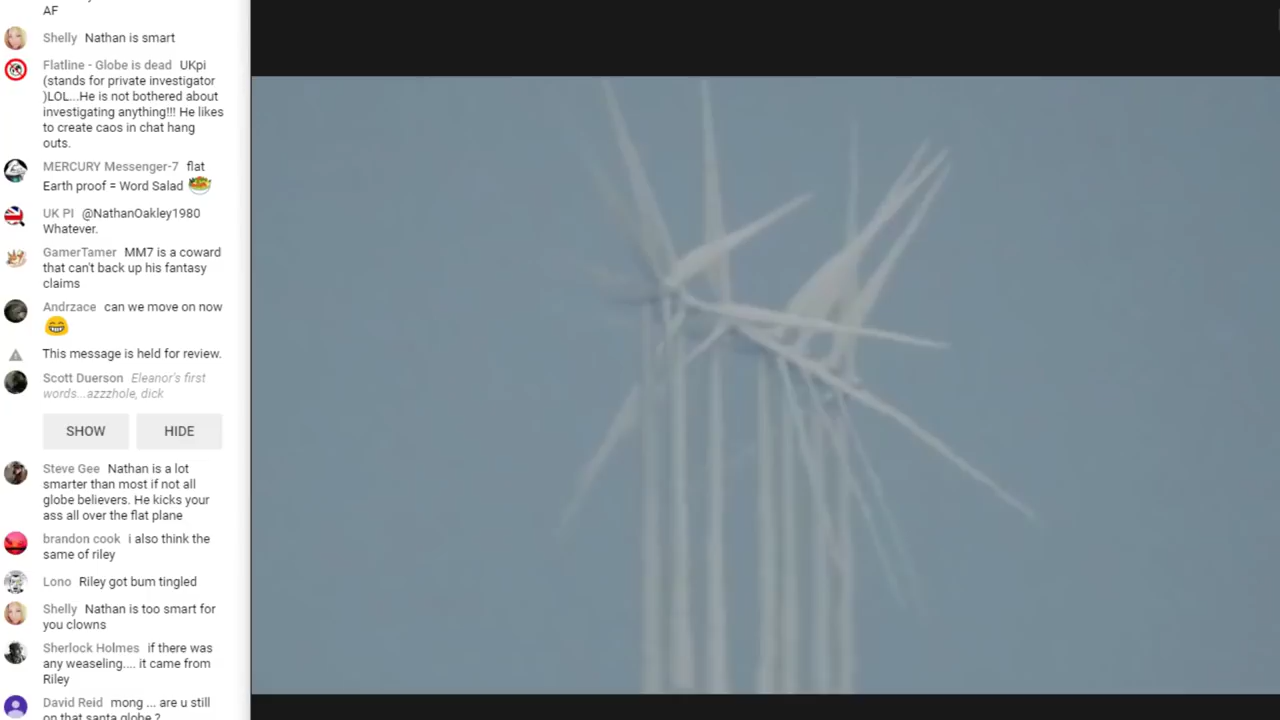 AF
Shelly Nathan is smart
Flatline - Globe is dead UKpi
(stands for private investigator
)LOL...He is not bothered about
investigating anything!!! He likes
to create caos in chat hang
outs.
MERCURY Messenger-7 flat
Earth proof = Word Salad
UK PI @NathanOakley1980
Whatever.
GamerTamer MM7 is a coward
that can't back up his fantasy
claims
Andrzace can we move on now
This message is held for review.
Scott Duerson Eleanor's first
words...azzzhole, dick
SHOW HIDE
Steve Gee Nathan is a lot
smarter than most if not all
globe believers. He kicks your
ass all over the flat plane
brandon cook i also think the
same of riley
Lono Riley got bum tingled
Shelly Nathan is too smart for
you clowns
Sherlock Holmes if there was
any weaseling.... it came from
Riley
David Reid mong ... are u still
on that santa globe ?